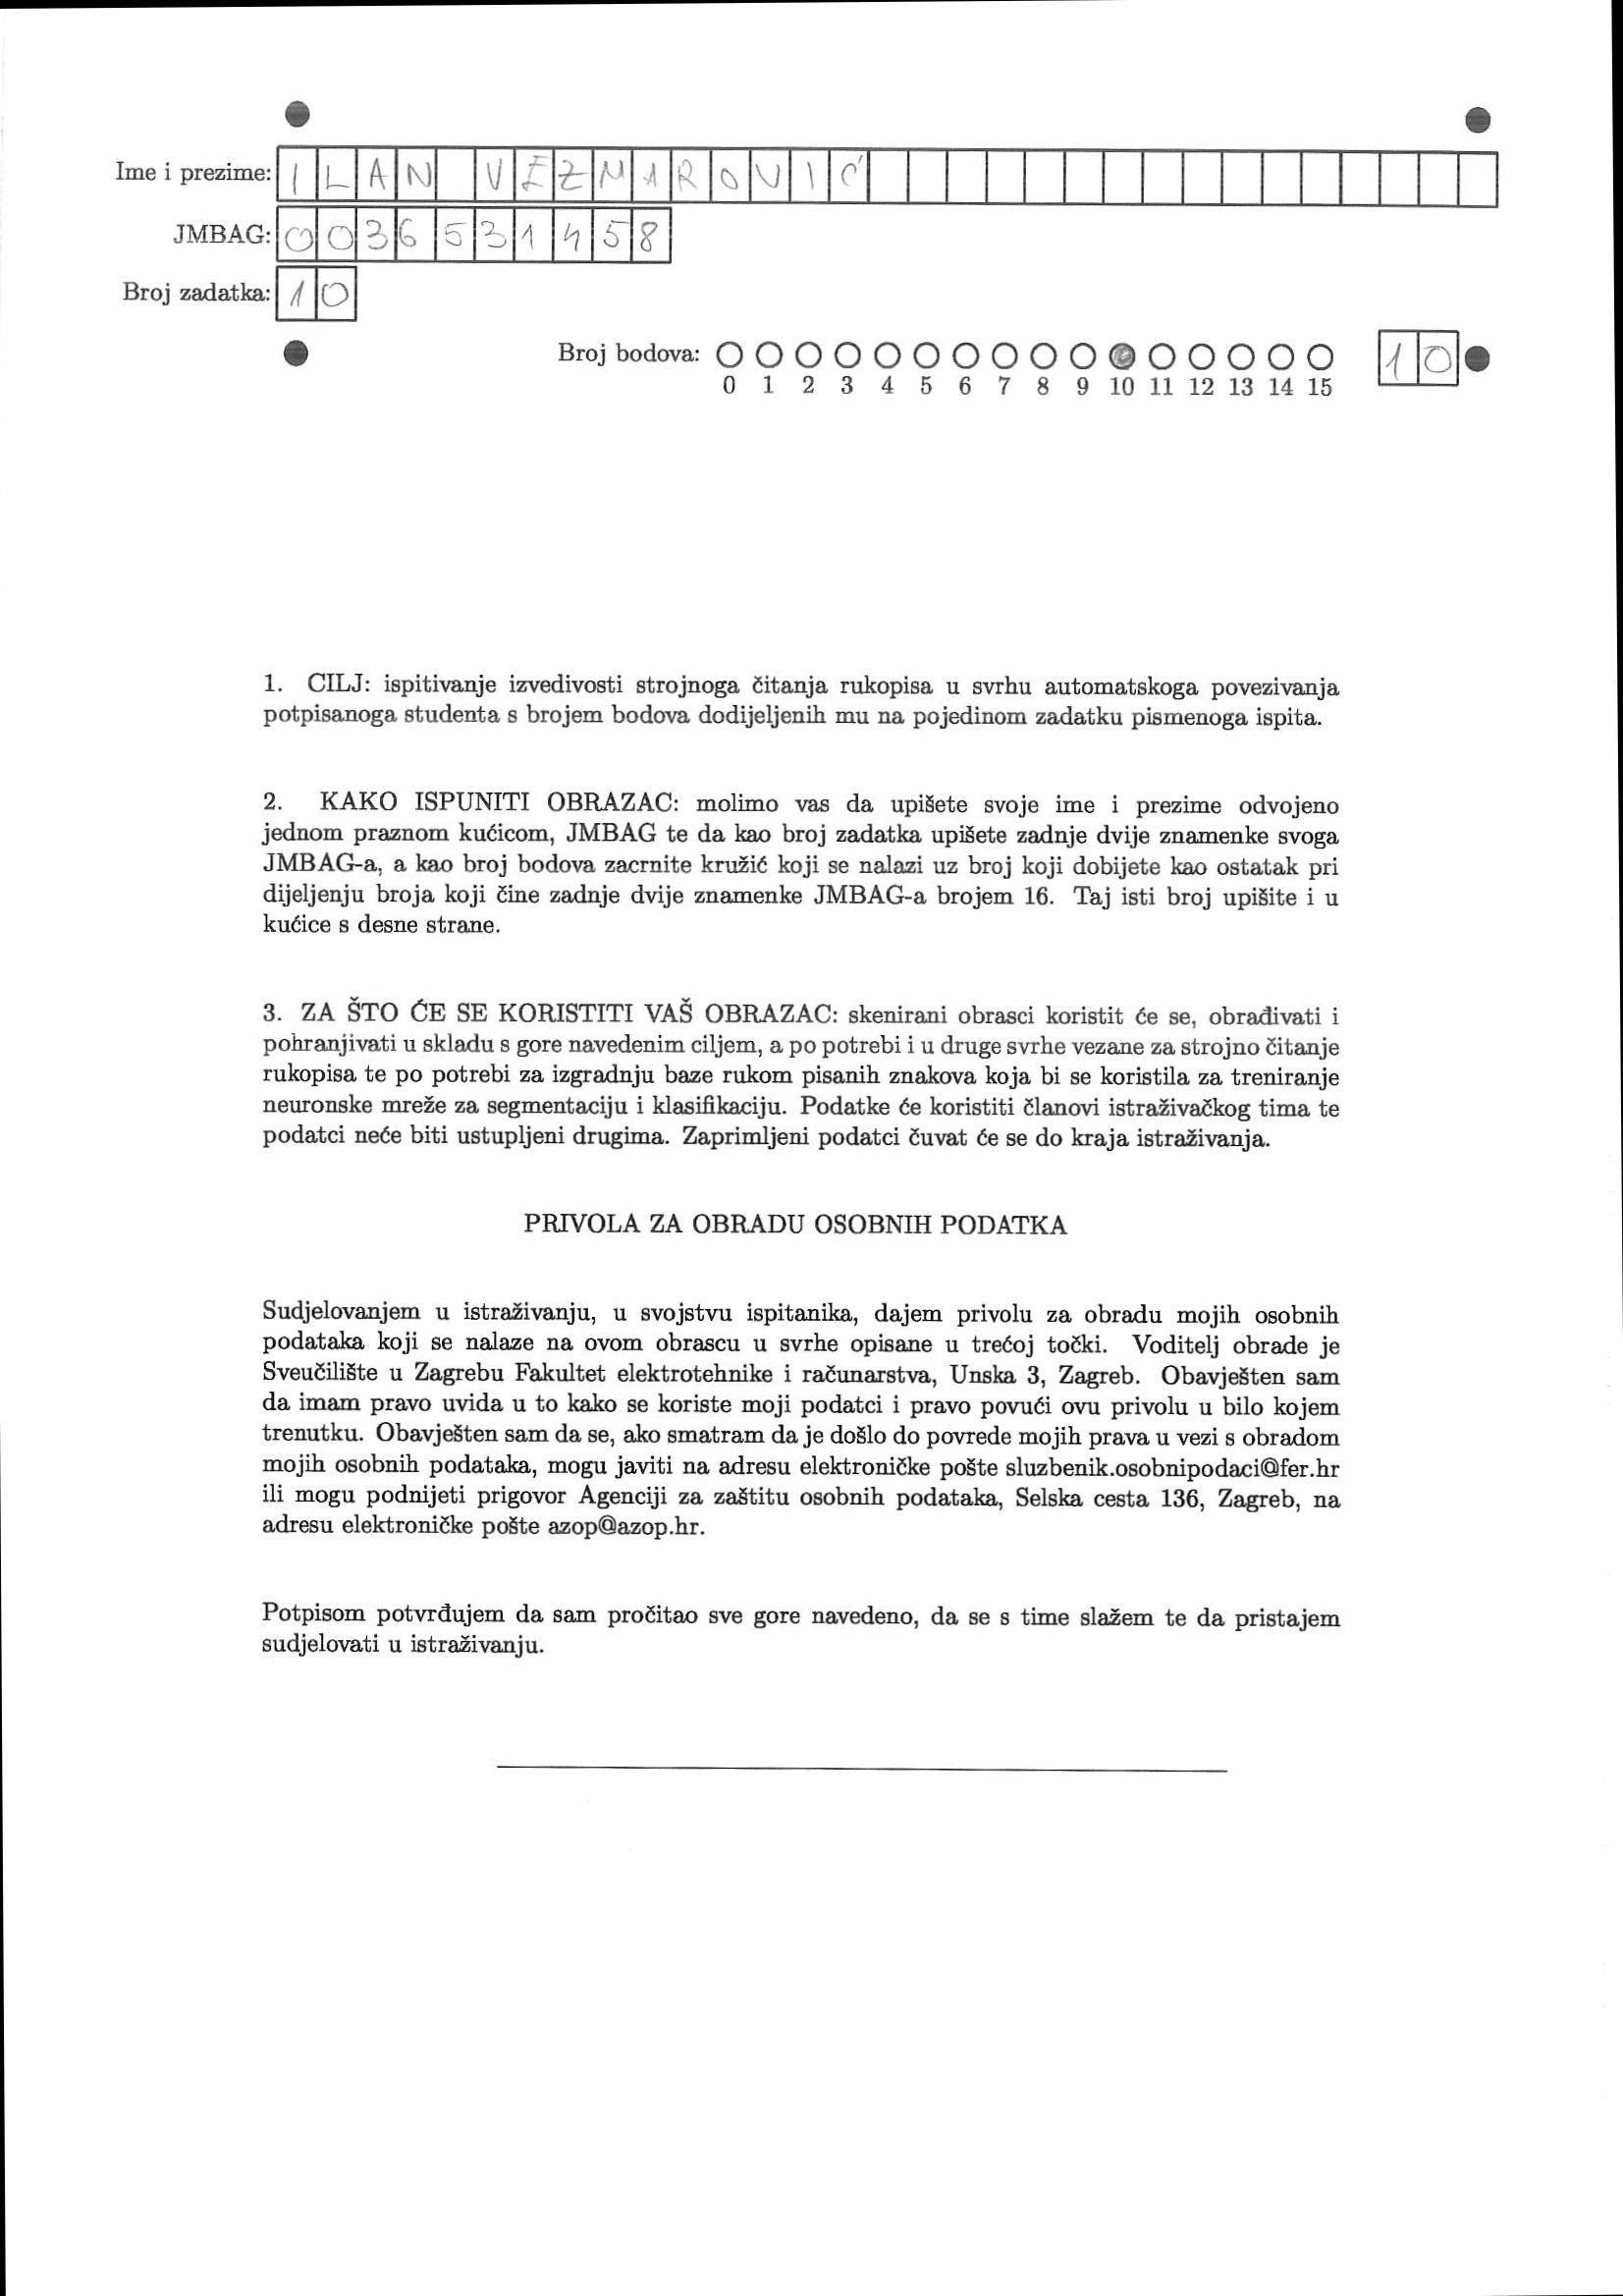 Ime i prezime: ILAN VEZMAROVIĆ
JMBAG: 0036531458
Broj zadatka: 10
Broj bodova: 10
0 1 2 3 4 5 6 7 8 9 10 11 12 13 14 15
1. CILJ: ispitivanje izvedivosti strojnoga čitanja rukopisa u svrhu automatskoga povezivanja
potpisanoga studenta s brojem bodova dodijeljenih mu na pojedinom zadatku pismenoga ispita.
2. KAKO ISPUNITI OBRAZAC: molimo vas da upišete svoje ime i prezime odvojeno
jednom praznom kućicom, JMBAG te da kao broj zadatka upišete zadnje dvije znamenke svoga
JMBAG-a, a kao broj bodova zacrnite kružić koji se nalazi uz broj koji dobijete kao ostatak pri
dijeljenju broja koji čine zadnje dvije znamenke JMBAG-a brojem 16. Taj isti broj upišite i u
kućice s desne strane.
3. ZA ŠTO ĆE SE KORISTITI VAŠ OBRAZAC: skenirani obrasci koristit će se, obrađivati i
pohranjivati u skladu s gore navedenim ciljem, a po potrebi i u druge svrhe vezane za strojno čitanje
rukopisa te po potrebi za izgradnju baze rukom pisanih znakova koja bi se koristila za treniranje
neuronske mreže za segmentaciju i klasifikaciju. Podatke će koristiti članovi istraživačkog tima te
podatci neće biti ustupljeni drugima. Zaprimljeni podatci čuvat će se do kraja istraživanja.
PRIVOLA ZA OBRADU OSOBNIH PODATKA
Sudjelovanjem u istraživanju, u svojstvu ispitanika, dajem privolu za obradu mojih osobnih
podataka koji se nalaze na ovom obrascu u svrhe opisane u trećoj točki. Voditelj obrade je
Sveučilište u Zagrebu Fakultet elektrotehnike i računarstva, Unska 3, Zagreb. Obavješten sam
da imam pravo uvida u to kako se koriste moji podatci i pravo povući ovu privolu u bilo kojem
trenutku. Obavješten sam da se, ako smatram da je došlo do povrede mojih prava u vezi s obradom
mojih osobnih podataka, mogu javiti na adresu elektroničke pošte sluzbenik.osobnipodaci@fer.hr
ili mogu podnijeti prigovor Agenciji za zaštitu osobnih podataka, Selska cesta 136, Zagreb, na
adresu elektroničke pošte azop@azop.hr.
Potpisom potvrđujem da sam pročitao sve gore navedeno, da se s time slažem te da pristajem
sudjelovati u istraživanju.